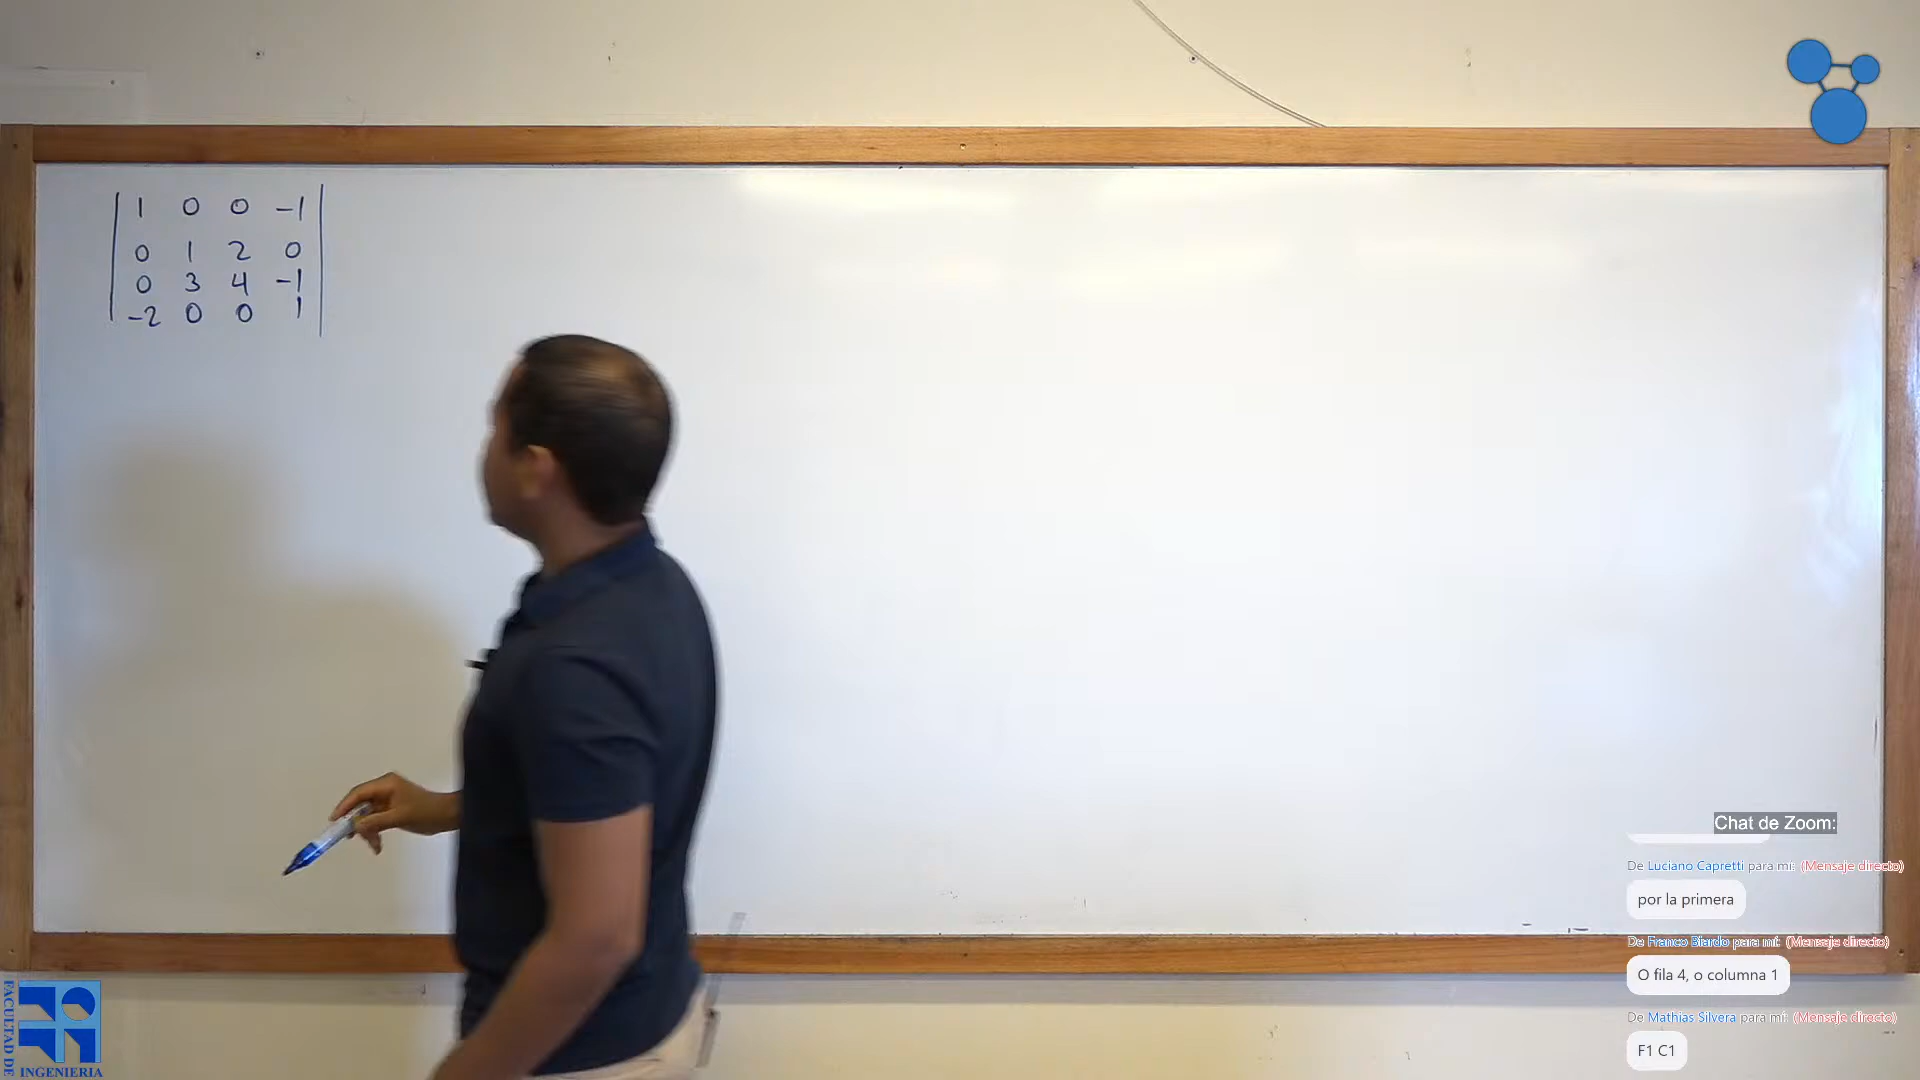 1 0 0 -1
0 1 2 0
0 3 4 -1
-2 0 0 1
Chat de Zoom:
De Luciano Capretti para mí: (Mensaje directo)
por la primera
De Franco Biardo para mí: (Mensaje directo)
O fila 4, o columna 1
De Mathias Silvera para mí: (Mensaje directo)
F1 C1
FACULTAD DE
INGENIERIA